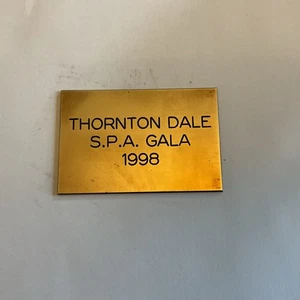 THORNTON DALE
S.P.A. GALA
1998